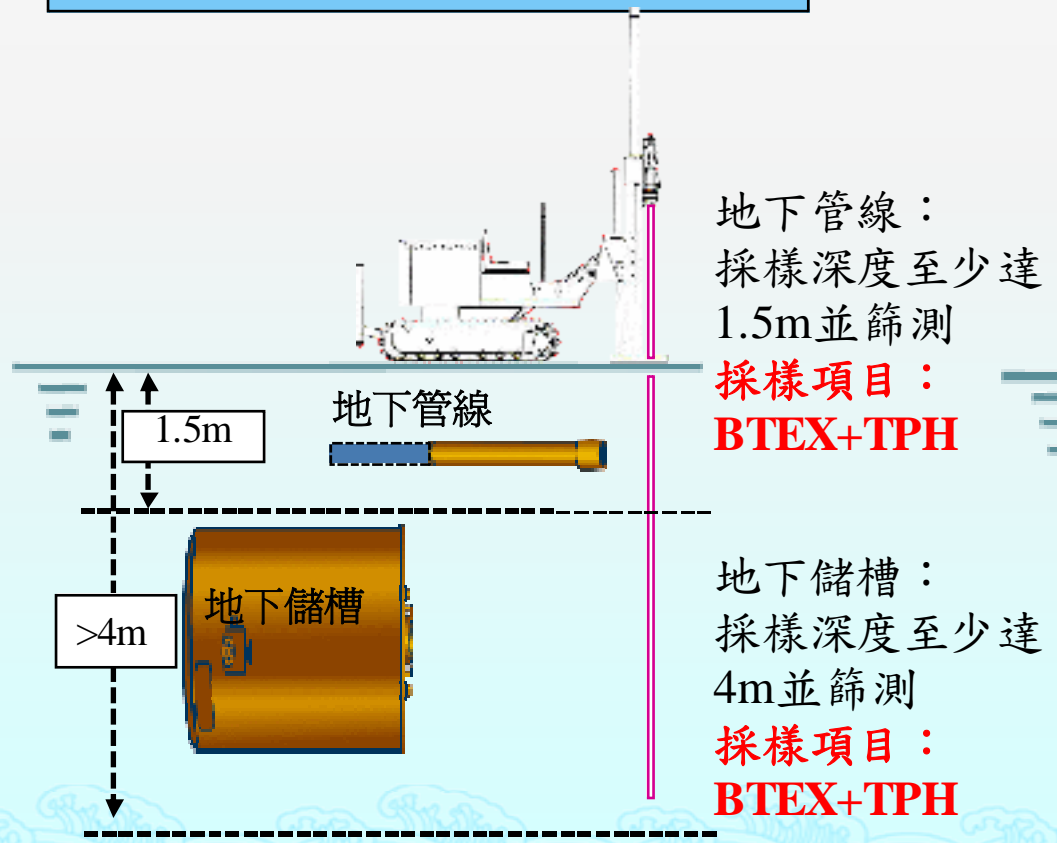 地下管線：
採樣深度至少達
1.5m並篩測
採樣項目：
BTEX+TPH
地下管線
1.5m
地下儲槽
>4m
地下儲槽：
採樣深度至少達
4m並篩測
採樣項目：
BTEX+TPH